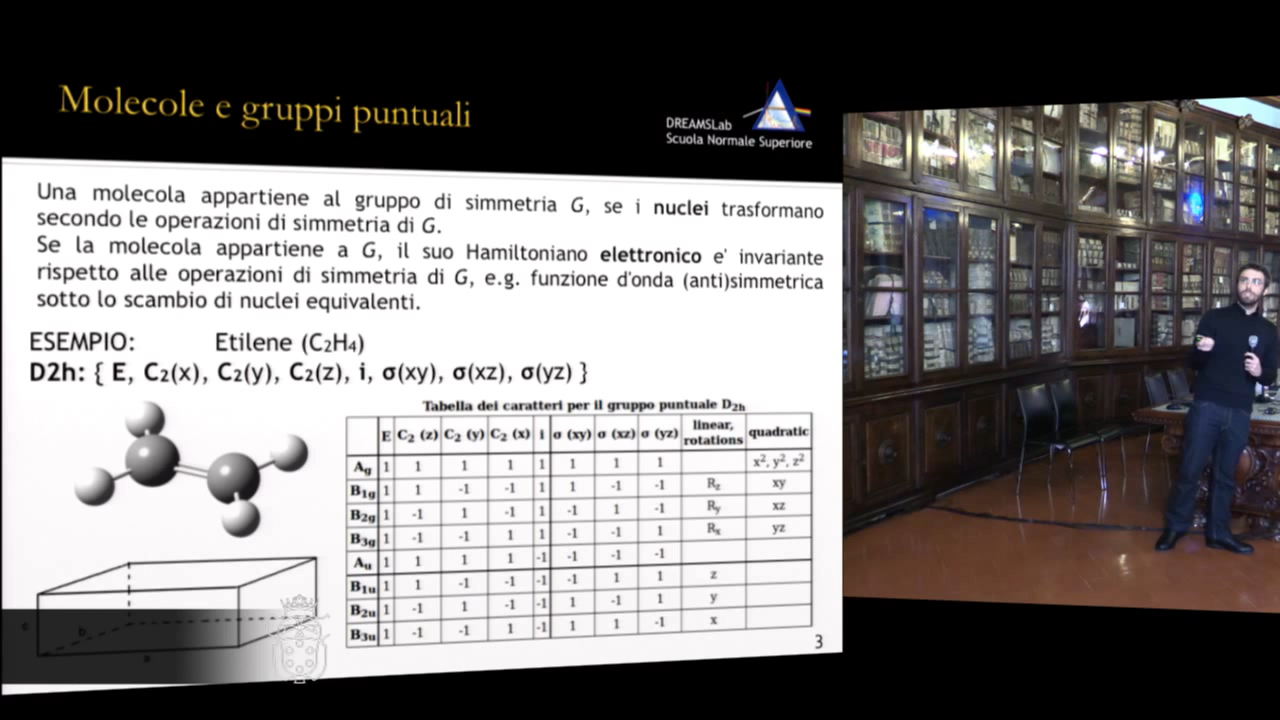 Molecole e gruppi puntuali
DREAMSLab
Scuola Normale Superiore
Una molecola appartiene al gruppo di simmetria G, se i nuclei trasformano
secondo le operazioni di simmetria di G.
Se la molecola appartiene a G, il suo Hamiltoniano elettronico e' invariante
rispetto alle operazioni di simmetria di G, e.g. funzione d'onda (anti)simmetrica
sotto lo scambio di nuclei equivalenti.
ESEMPIO: Etilene (C₂H₄)
D2h: { E, C₂(x), C₂(y), C₂(z), i, σ(xy), σ(xz), σ(yz) }
Tabella dei caratteri per il gruppo puntuale D₂h
E C₂ (z) C₂ (y) C₂ (x) i σ (xy) σ (xz) σ (yz) linear, rotations quadratic
Ag 1 1 1 1 1 1 1 1 x², y², z²
B1g 1 1 -1 -1 1 1 -1 -1 Rz xy
B2g 1 -1 1 -1 1 -1 1 -1 Ry xz
B3g 1 -1 -1 1 1 -1 -1 1 Rx yz
Au 1 1 1 1 -1 -1 -1 -1
B1u 1 1 -1 -1 -1 -1 1 1 z
B2u 1 -1 1 -1 -1 1 -1 1 y
B3u 1 -1 -1 1 -1 1 1 -1 x
c
b
a
3